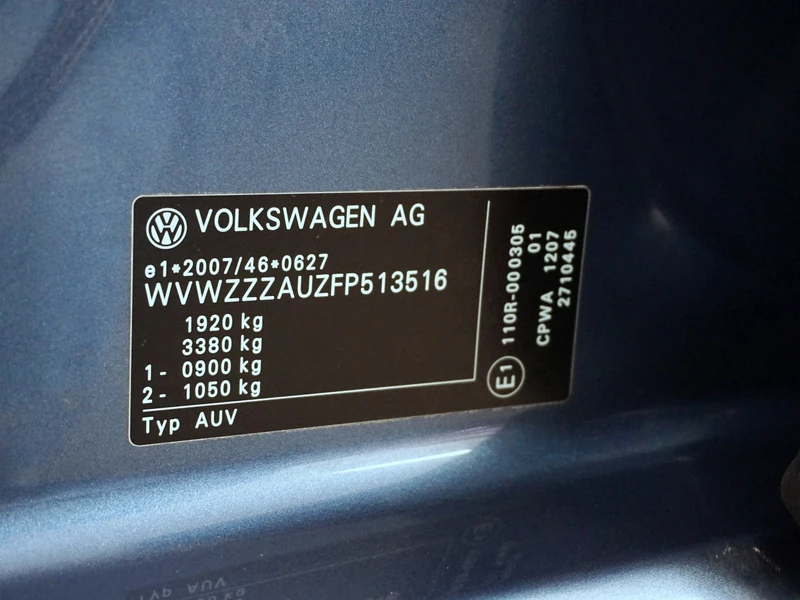 VOLKSWAGEN AG
e1*2007/46*0627
WVWZZZAUZFP513516
1920 kg
3380 kg
1- 0900 kg
2- 1050 kg
Typ AUV
E1
110R-000305
01
CPWA 1207
2710445